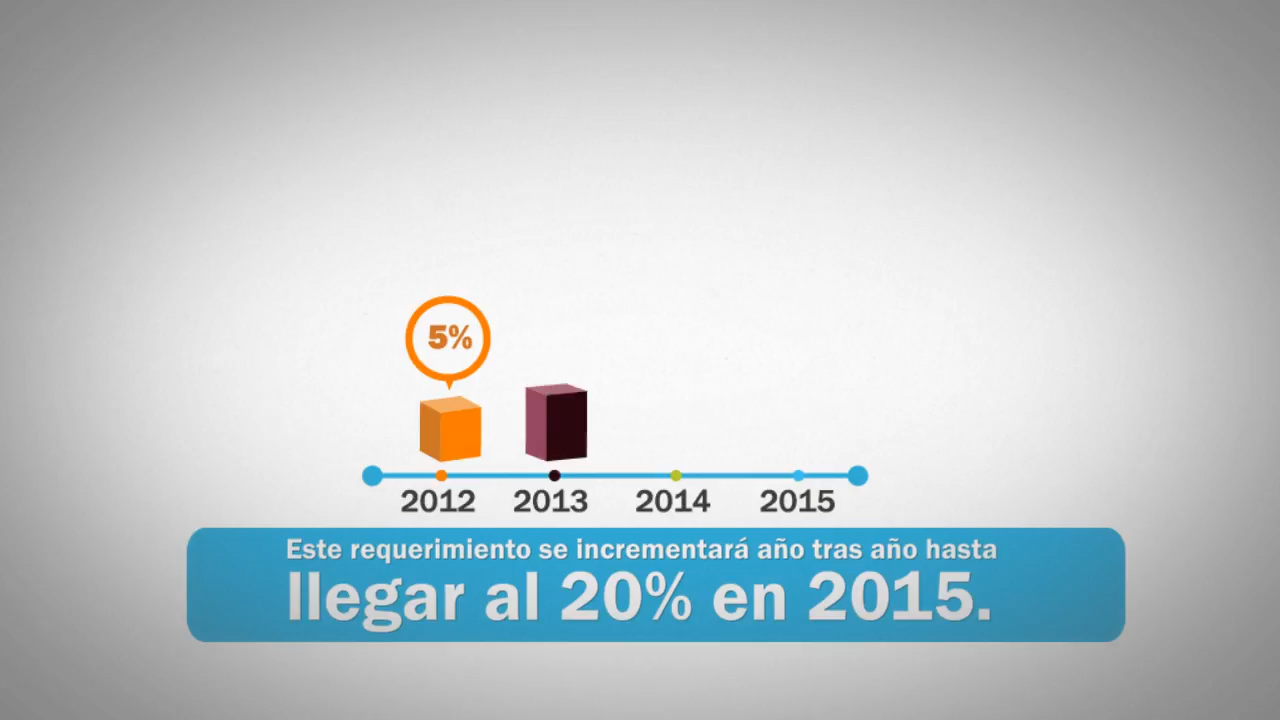 5%
2012 2013 2014 2015
Este requerimiento se incrementará año tras año hasta
llegar al 20% en 2015.